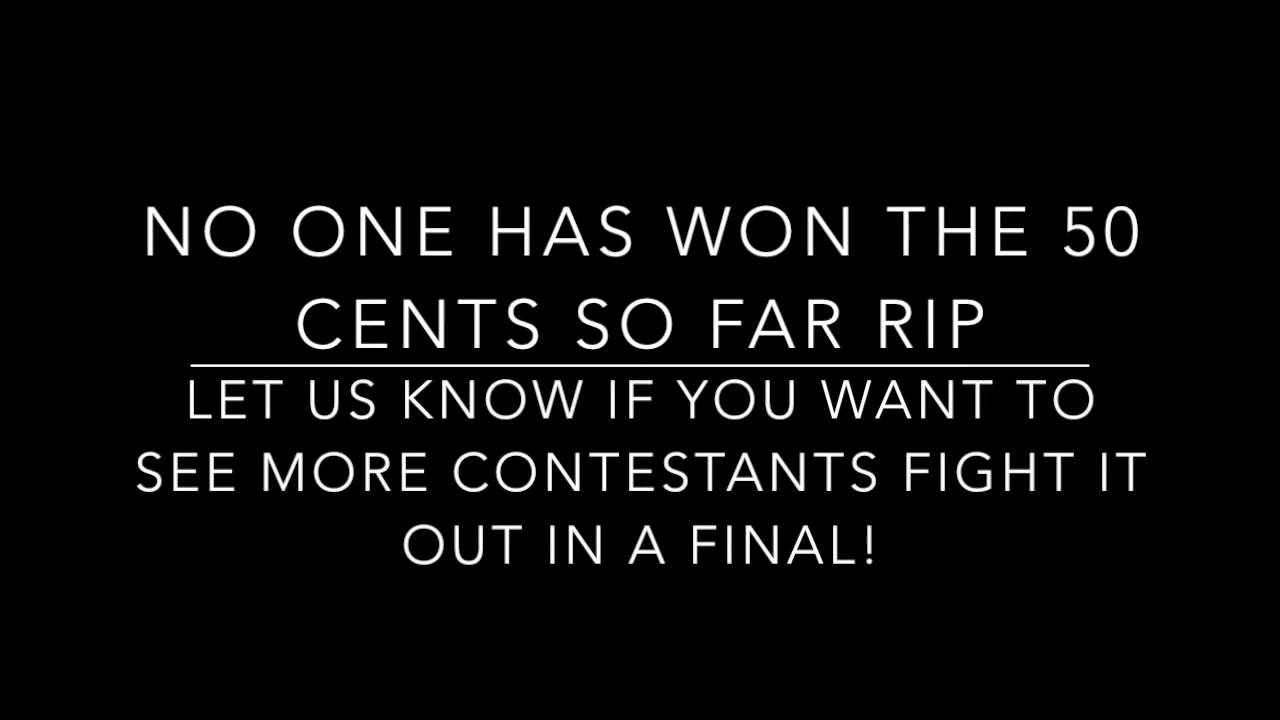 NO ONE HAS WON THE 50
CENTS SO FAR RIP
LET US KNOW IF YOU WANT TO
SEE MORE CONTESTANTS FIGHT IT
OUT IN A FINAL!